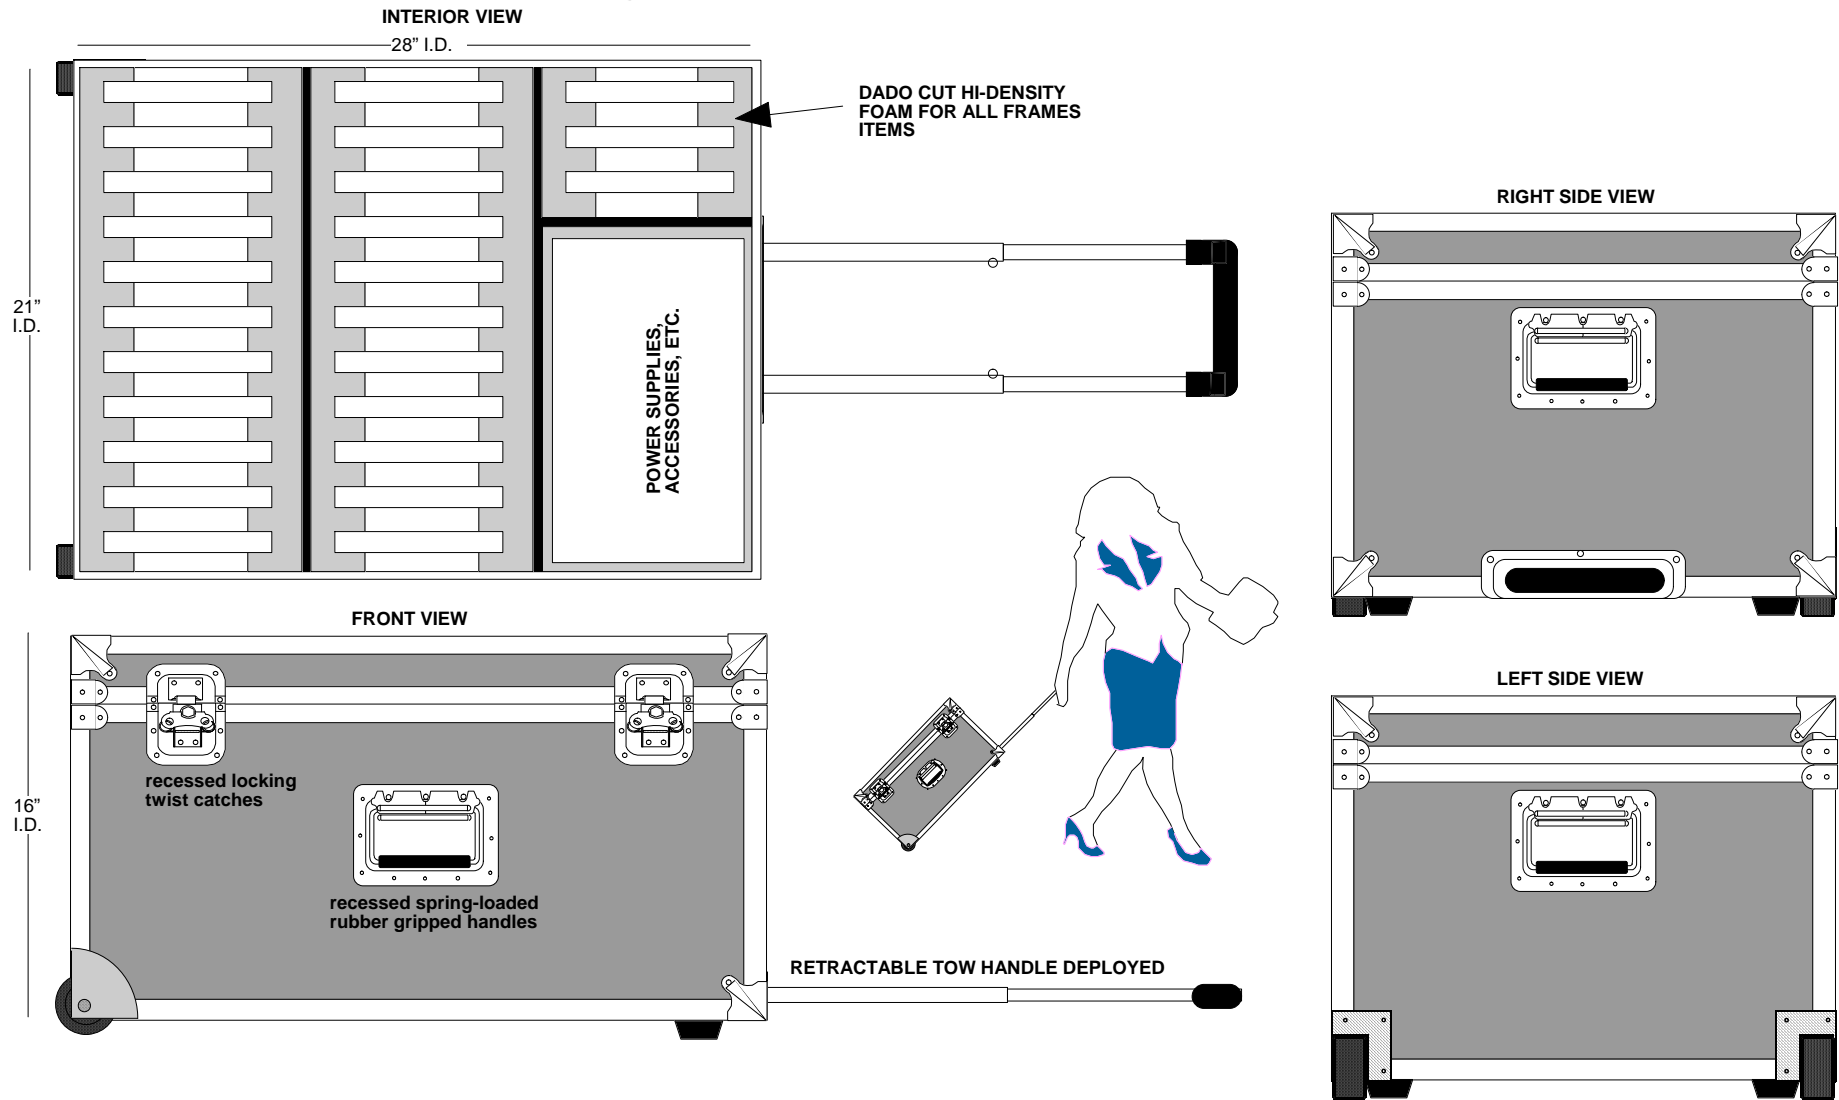 INTERIOR VIEW
28” I.D.
DADO CUT HI-DENSITY
FOAM FOR ALL FRAMES
ITEMS
21”
I.D.
POWER SUPPLIES,
ACCESSORIES, ETC.
RIGHT SIDE VIEW
FRONT VIEW
16”
I.D.
recessed locking
twist catches
recessed spring-loaded
rubber gripped handles
RETRACTABLE TOW HANDLE DEPLOYED
LEFT SIDE VIEW